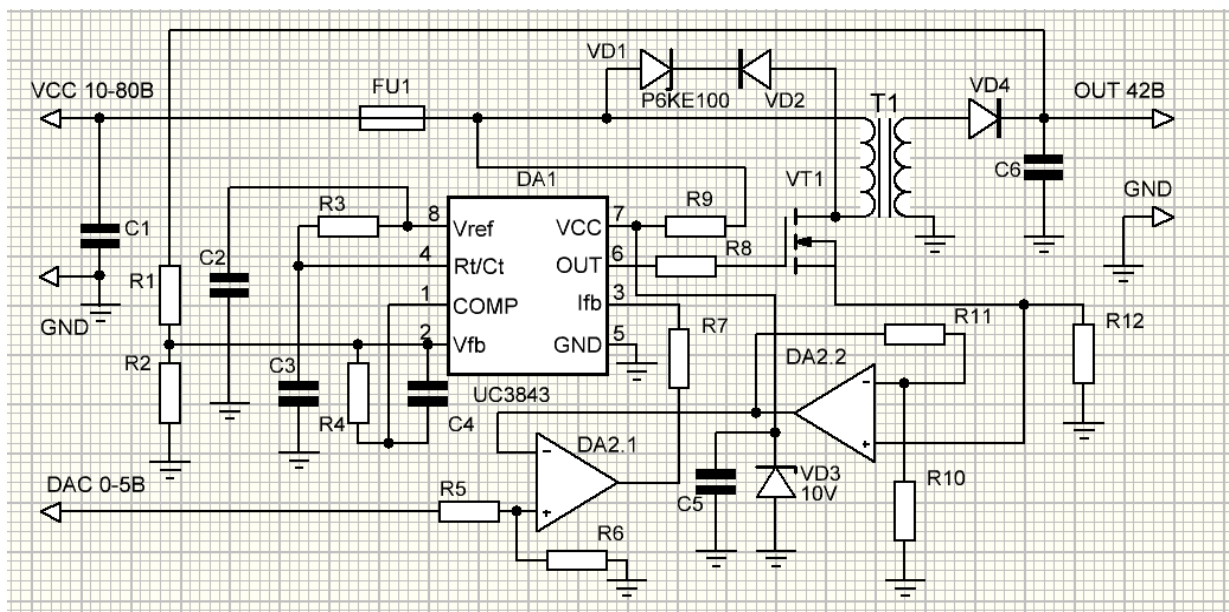 VD1
VCC 10-80В
FU1
P6KE100
VD2
T1
VD4
OUT 42В
DA1
VT1
C6
GND
R3
8
Vref
VCC
7
R9
C1
C2
4
Rt/Ct
OUT
6
R8
R1
1
COMP
Ifb
3
GND
2
Vfb
GND
5
R7
R11
R12
R2
C3
UC3843
DA2.2
-
+
R4
C4
DA2.1
-
+
VD3
10V
DAC 0-5В
R5
C5
R10
R6